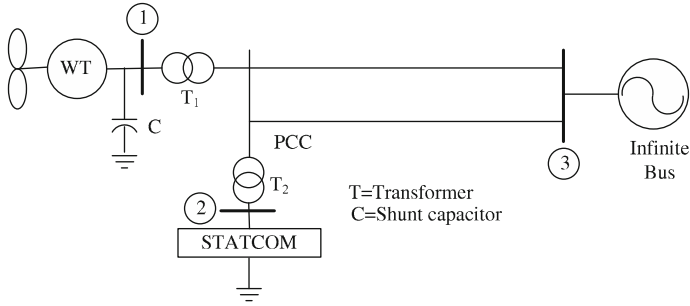 1
WT
T1
C
PCC
T2
2
STATCOM
T=Transformer
C=Shunt capacitor
3
Infinite
Bus